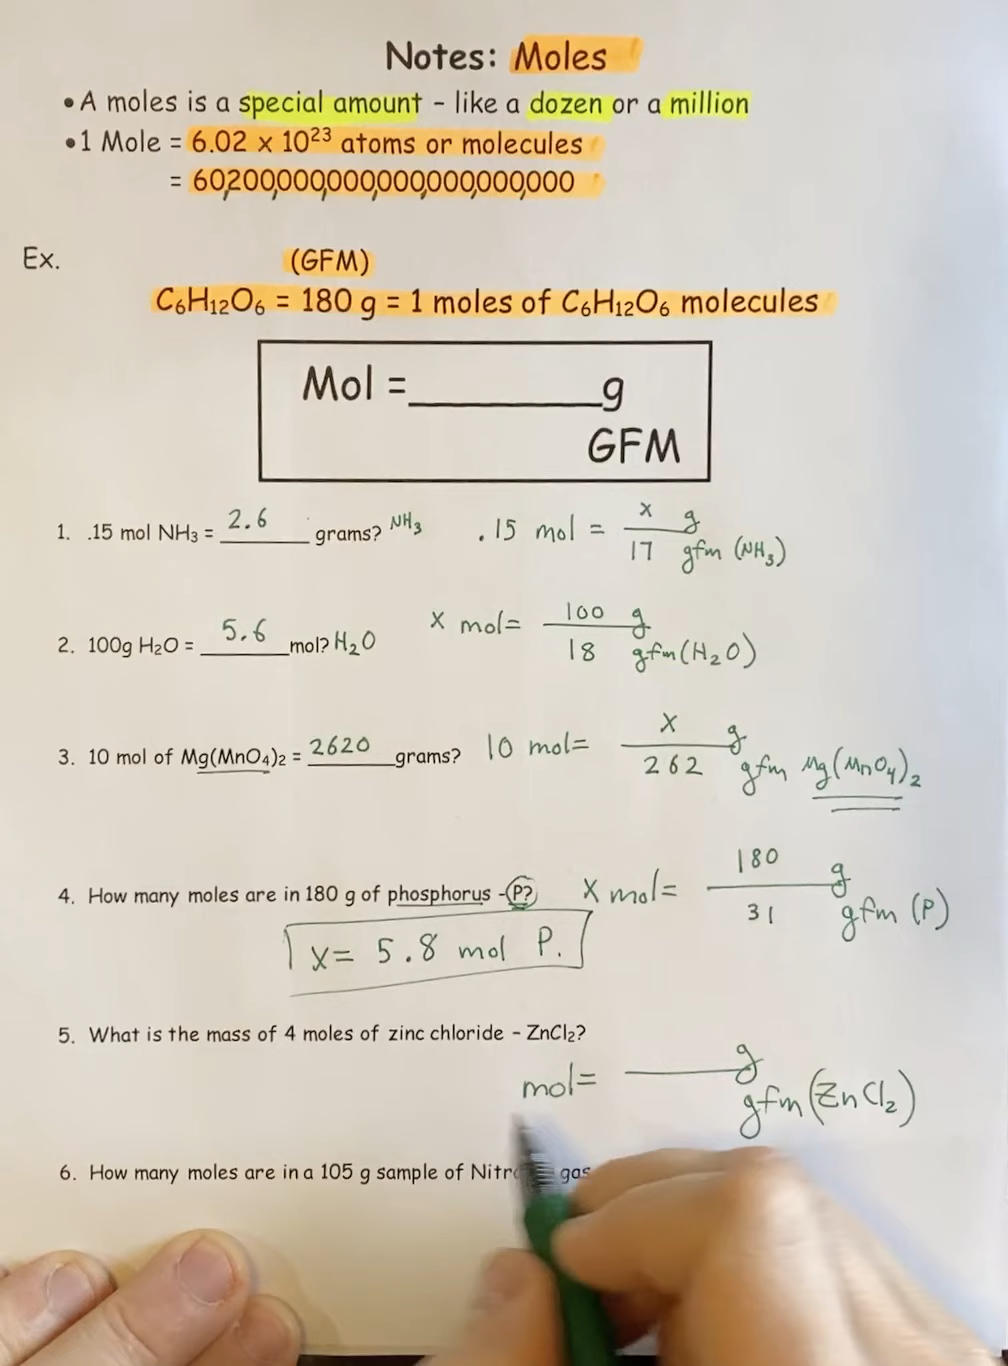 Notes: Moles
•A moles is a special amount - like a dozen or a million
•1 Mole = 6.02 x 10²³ atoms or molecules
= 60200,000,000,000,000,000,000
Ex.
(GFM)
C₆H₁₂O₆ = 180 g = 1 moles of C₆H₁₂O₆ molecules
Mol =________g
GFM
1. .15 mol NH₃ = 2.6 grams? NH₃ .15 mol = x g
17 gfm (NH₃)
2. 100g H₂O = 5.6 mol? H₂O x mol= 100 g
18 gfm(H₂O)
3. 10 mol of Mg(MnO₄)₂ = 2620 grams? 10 mol= x g
262 gfm Mg(MnO₄)₂
4. How many moles are in 180 g of phosphorus -P? x mol= 180 g
31 gfm (P)
x= 5.8 mol P.
5. What is the mass of 4 moles of zinc chloride - ZnCl₂?
mol= ____ g
gfm(ZnCl₂)
6. How many moles are in a 105 g sample of gas